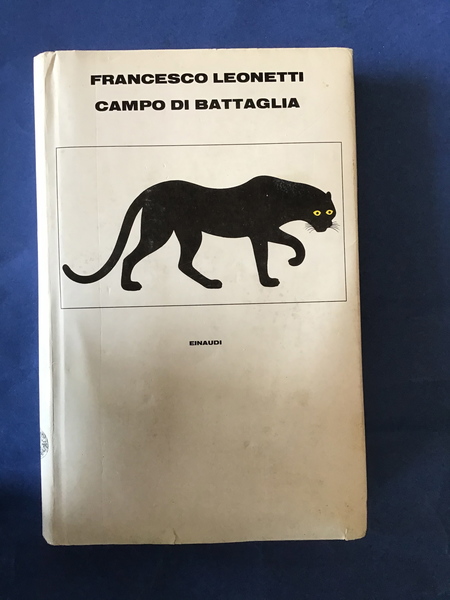 FRANCESCO LEONETTI
CAMPO DI BATTAGLIA
EINAUDI